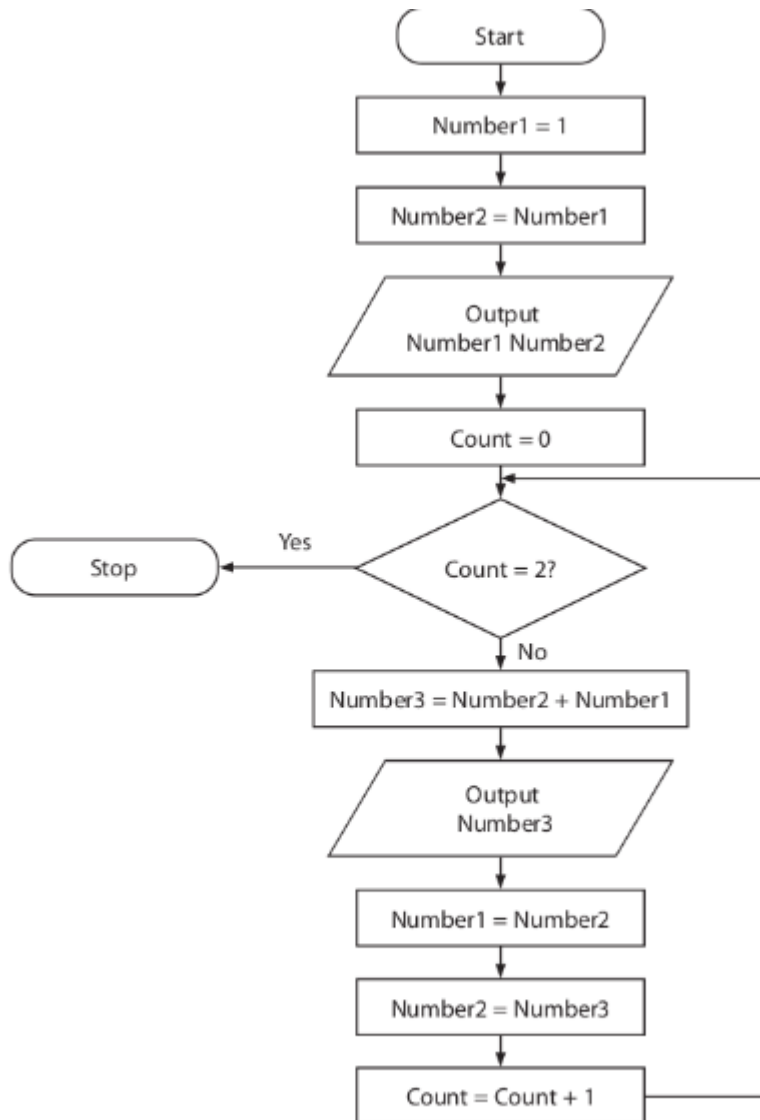 Start
Number1 = 1
Number2 = Number1
Output
Number1 Number2
Count = 0
Yes
Stop
Count = 2?
No
Number3 = Number2 + Number1
Output
Number3
Number1 = Number2
Number2 = Number3
Count = Count + 1